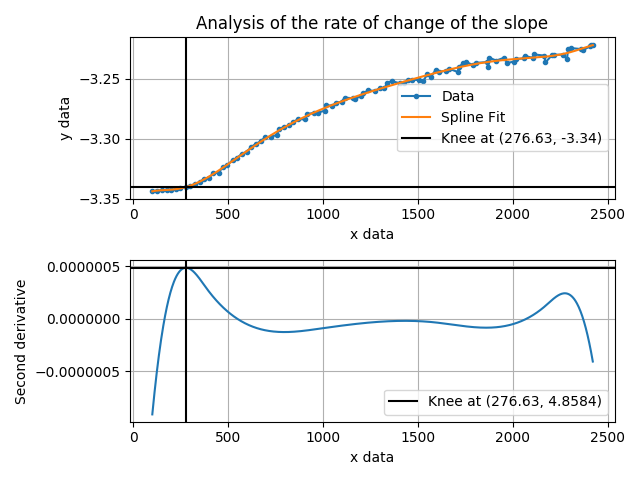 Analysis of the rate of change of the slope
y data
−3.25
−3.30
−3.35
Data
Spline Fit
Knee at (276.63, -3.34)
0 500 1000 1500 2000 2500
x data
Second derivative
0.0000005
0.0000000
−0.0000005
Knee at (276.63, 4.8584)
0 500 1000 1500 2000 2500
x data